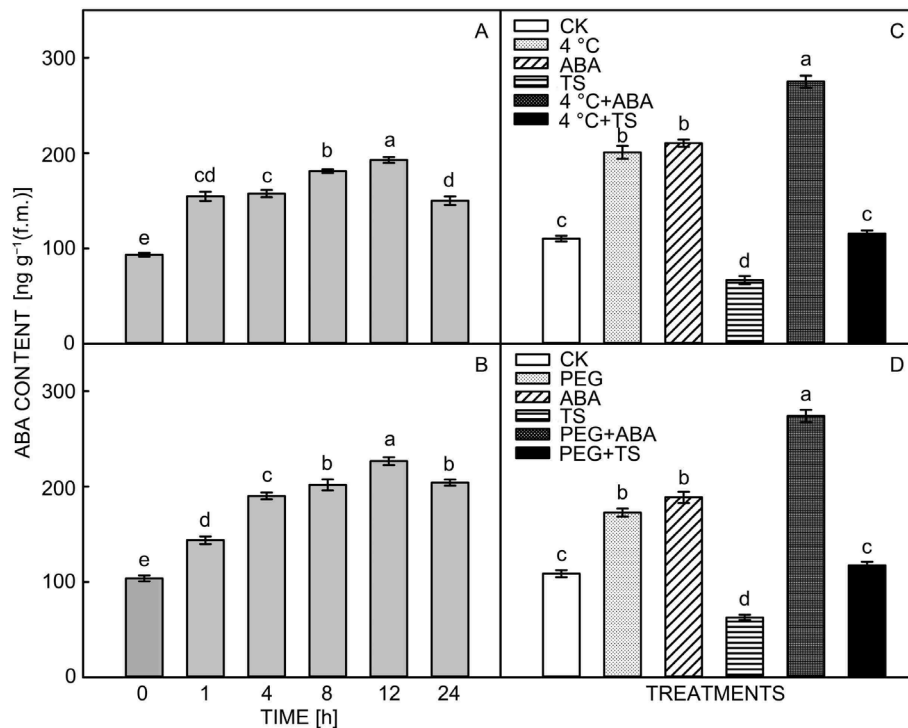 ABA CONTENT [ng g⁻¹(f.m.)]
A
300
200
100
0
e
cd
c
b
a
d
C
CK
4 °C
ABA
TS
4 °C+ABA
4 °C+TS
c
b
b
d
a
c
B
300
200
100
0
e
d
c
b
a
b
0 1 4 8 12 24
TIME [h]
D
CK
PEG
ABA
TS
PEG+ABA
PEG+TS
c
b
b
d
a
c
TREATMENTS